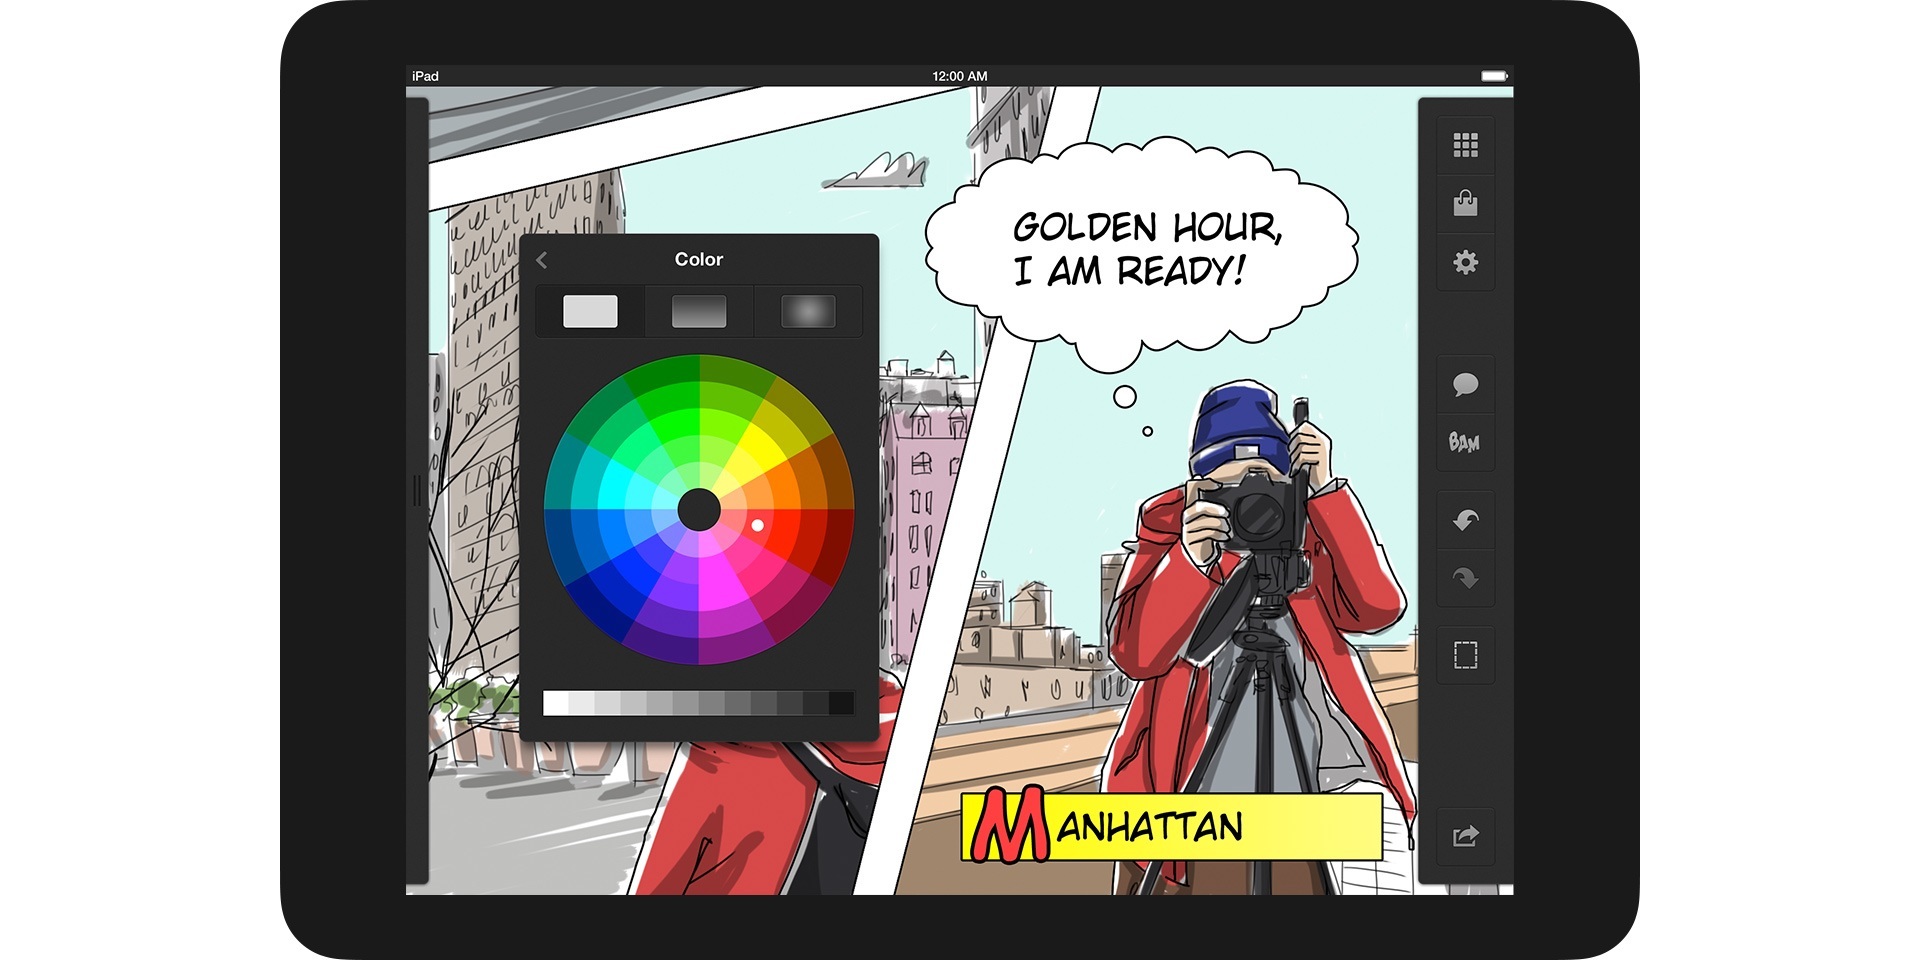 iPad
12:00 AM
Color
GOLDEN HOUR,
I AM READY!
BAM
MANHATTAN